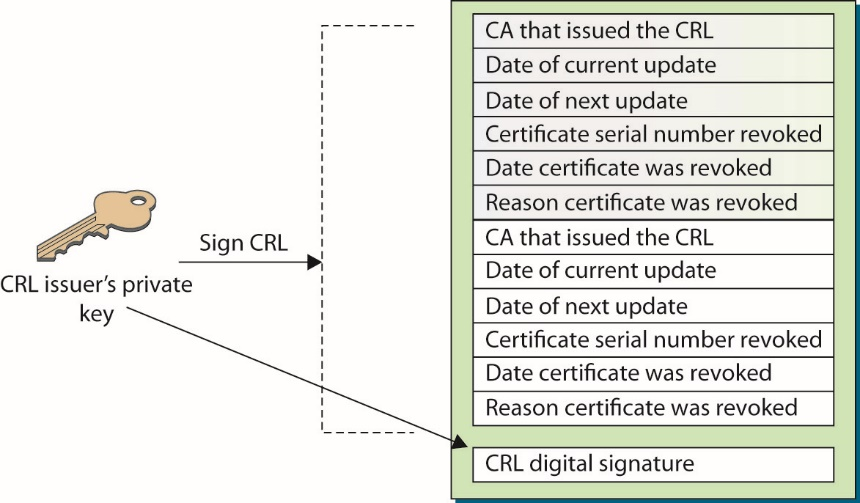 CA that issued the CRL
Date of current update
Date of next update
Certificate serial number revoked
Date certificate was revoked
Reason certificate was revoked
CA that issued the CRL
Date of current update
Date of next update
Certificate serial number revoked
Date certificate was revoked
Reason certificate was revoked
CRL digital signature
Sign CRL
CRL issuer’s private
key